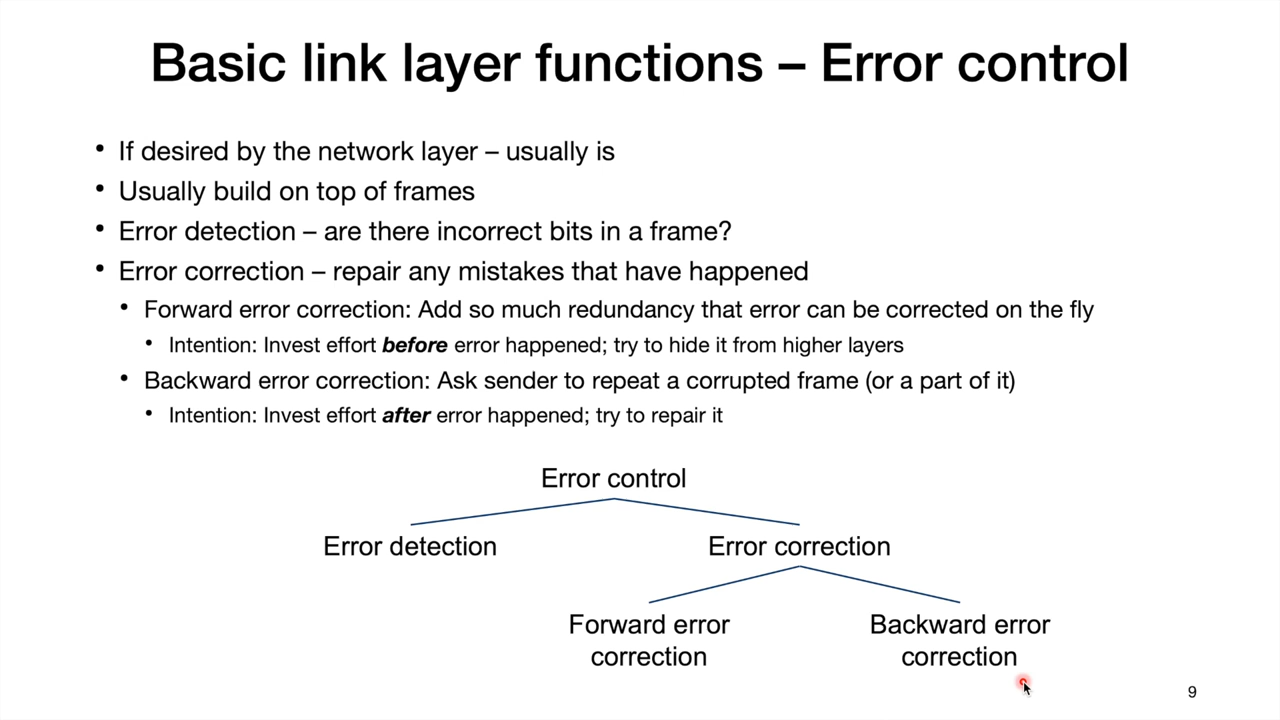 Basic link layer functions – Error control
• If desired by the network layer – usually is
• Usually build on top of frames
• Error detection – are there incorrect bits in a frame?
• Error correction – repair any mistakes that have happened
• Forward error correction: Add so much redundancy that error can be corrected on the fly
• Intention: Invest effort before error happened; try to hide it from higher layers
• Backward error correction: Ask sender to repeat a corrupted frame (or a part of it)
• Intention: Invest effort after error happened; try to repair it
Error control
Error detection
Error correction
Forward error
correction
Backward error
correction
9